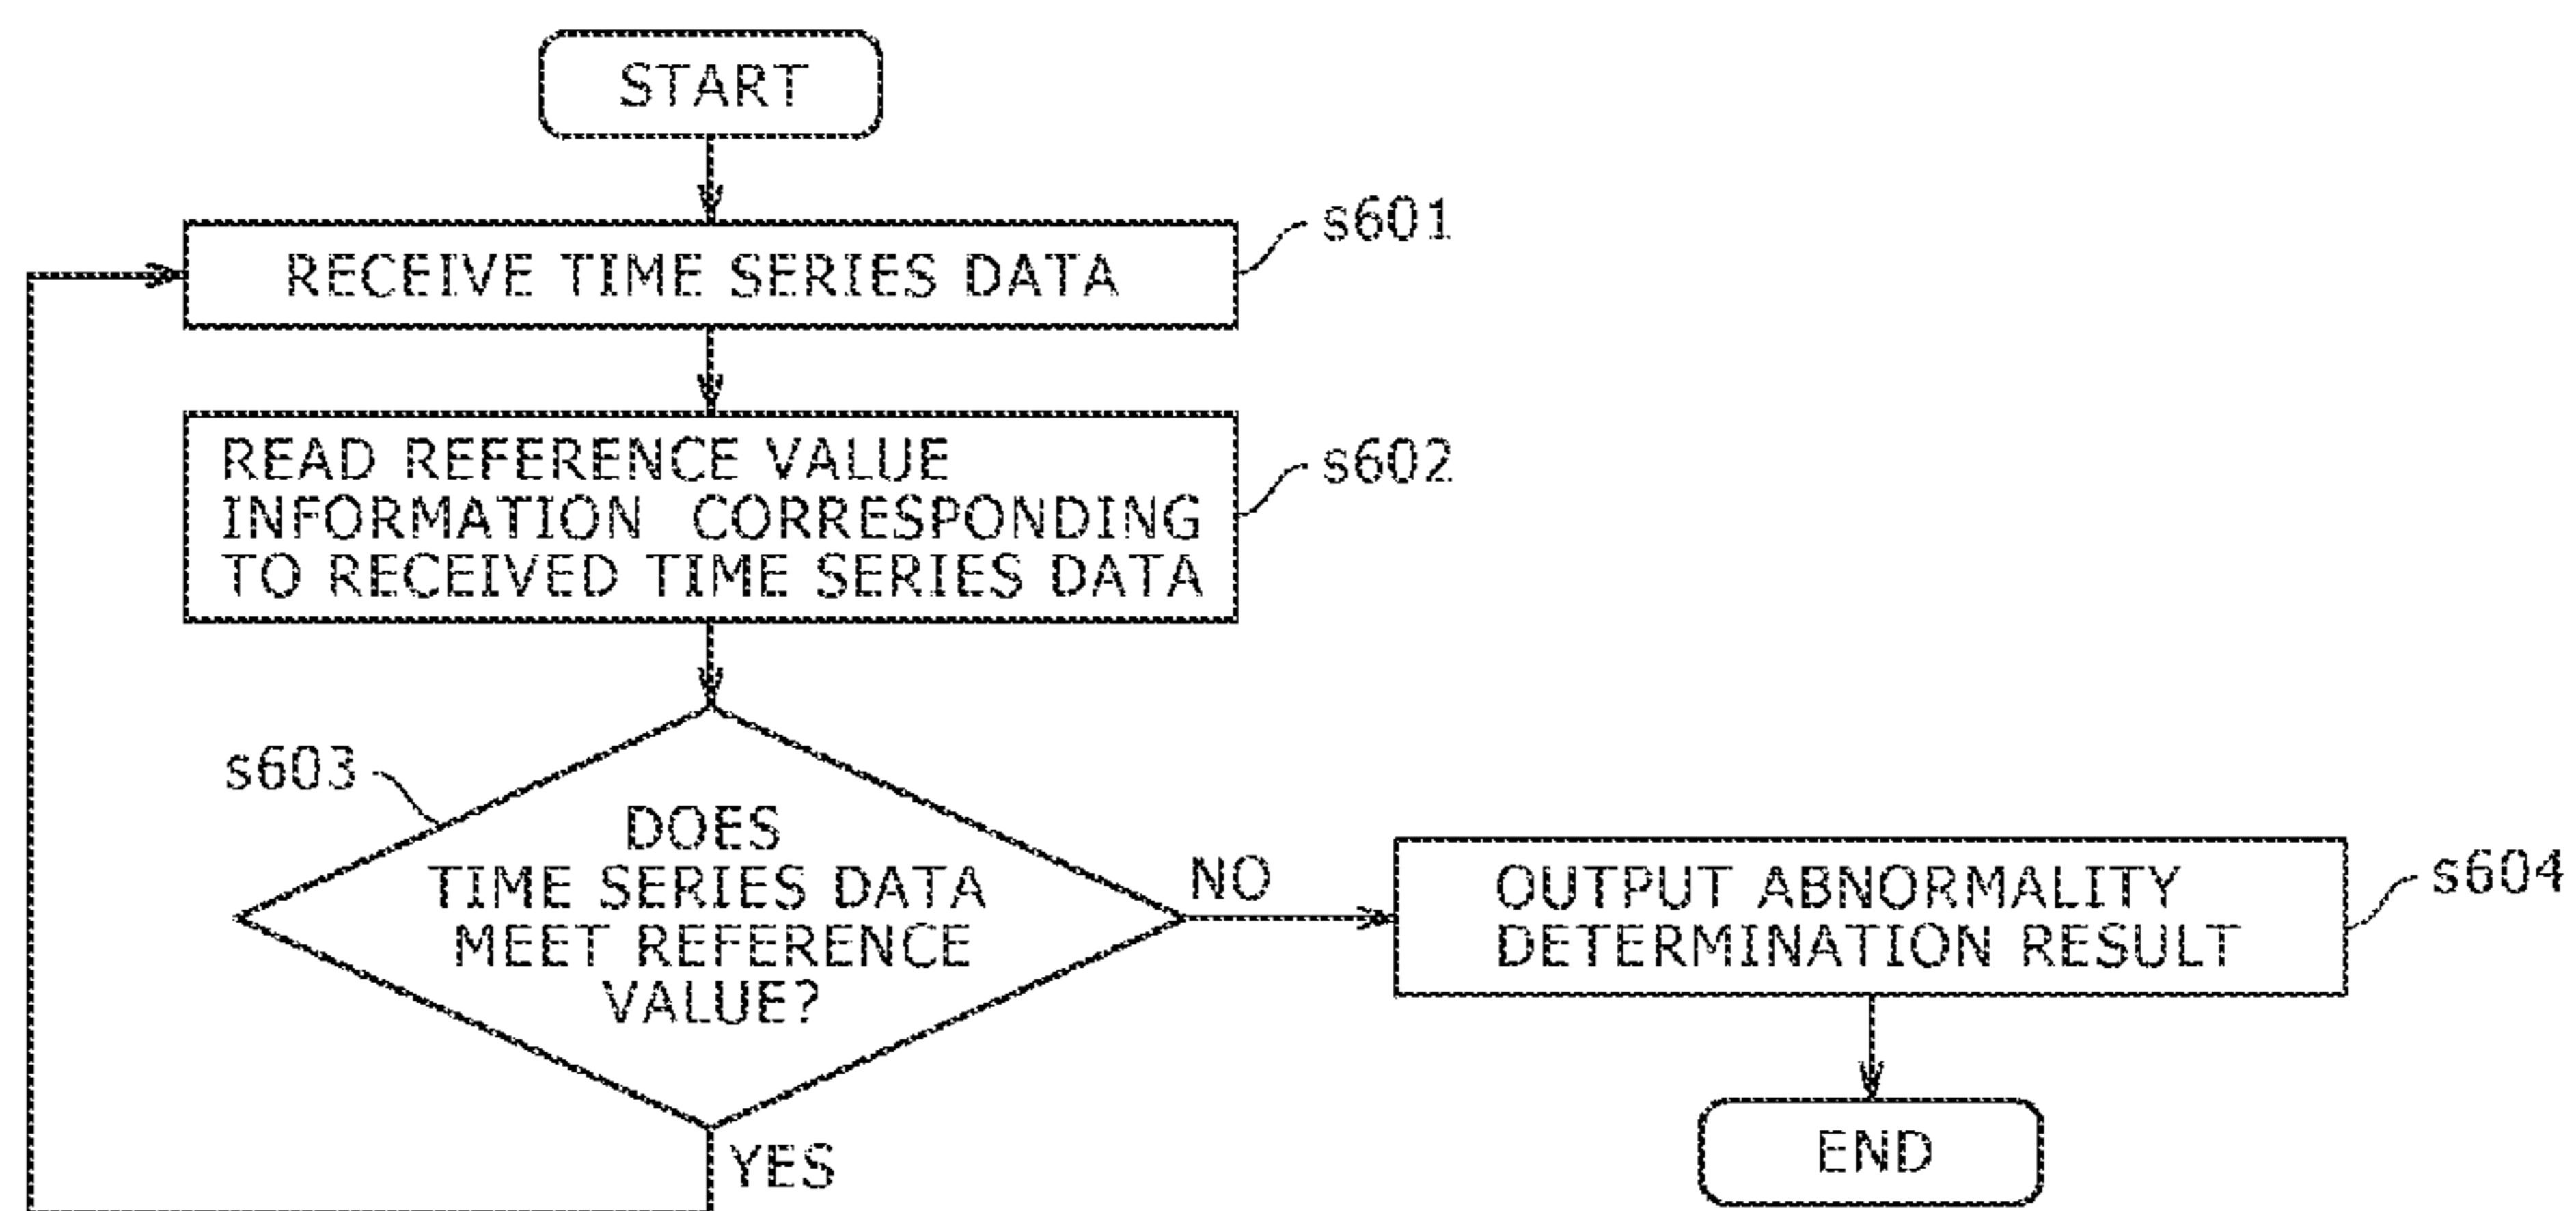 START
s601
RECEIVE TIME SERIES DATA
READ REFERENCE VALUE
INFORMATION CORRESPONDING
TO RECEIVED TIME SERIES DATA
s602
s603
DOES
TIME SERIES DATA
MEET REFERENCE
VALUE?
NO
YES
OUTPUT ABNORMALITY
DETERMINATION RESULT
s604
END